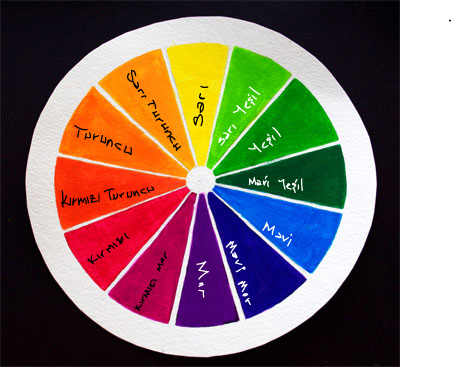 Sarı
Sarı Yeşil
Yeşil
Mavi Yeşil
Mavi
Mavi Mor
Mor
Kırmızı Mor
Kırmızı
Kırmızı Turuncu
Turuncu
Sarı Turuncu